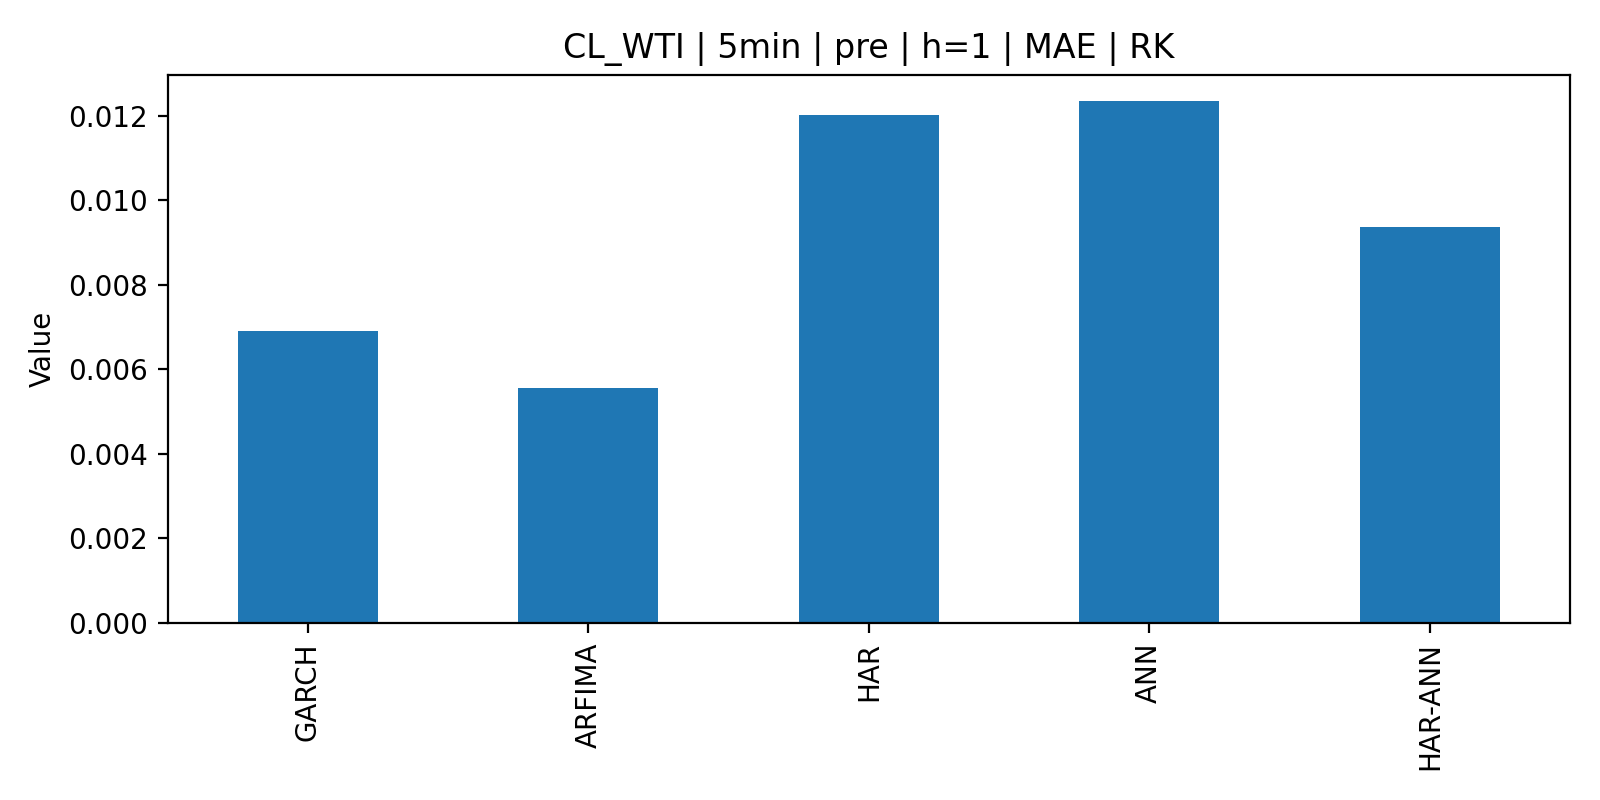 CL_WTI | 5min | pre | h=1 | MAE | RK
Value
0.012
0.010
0.008
0.006
0.004
0.002
0.000
GARCH
ARFIMA
HAR
ANN
HAR-ANN